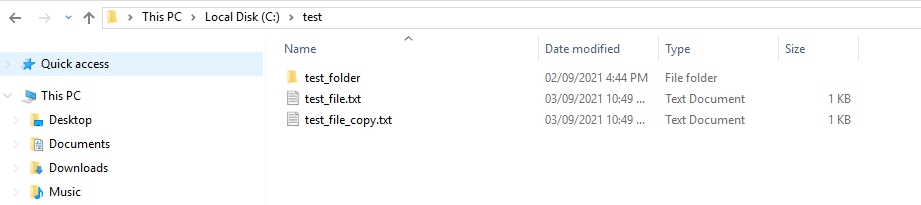 This PC > Local Disk (C:) > test
Name Date modified Type Size
Quick access
This PC
Desktop
Documents
Downloads
Music
test_folder 02/09/2021 4:44 PM File folder
test_file.txt 03/09/2021 10:49 ... Text Document 1 KB
test_file_copy.txt 03/09/2021 10:49 ... Text Document 1 KB